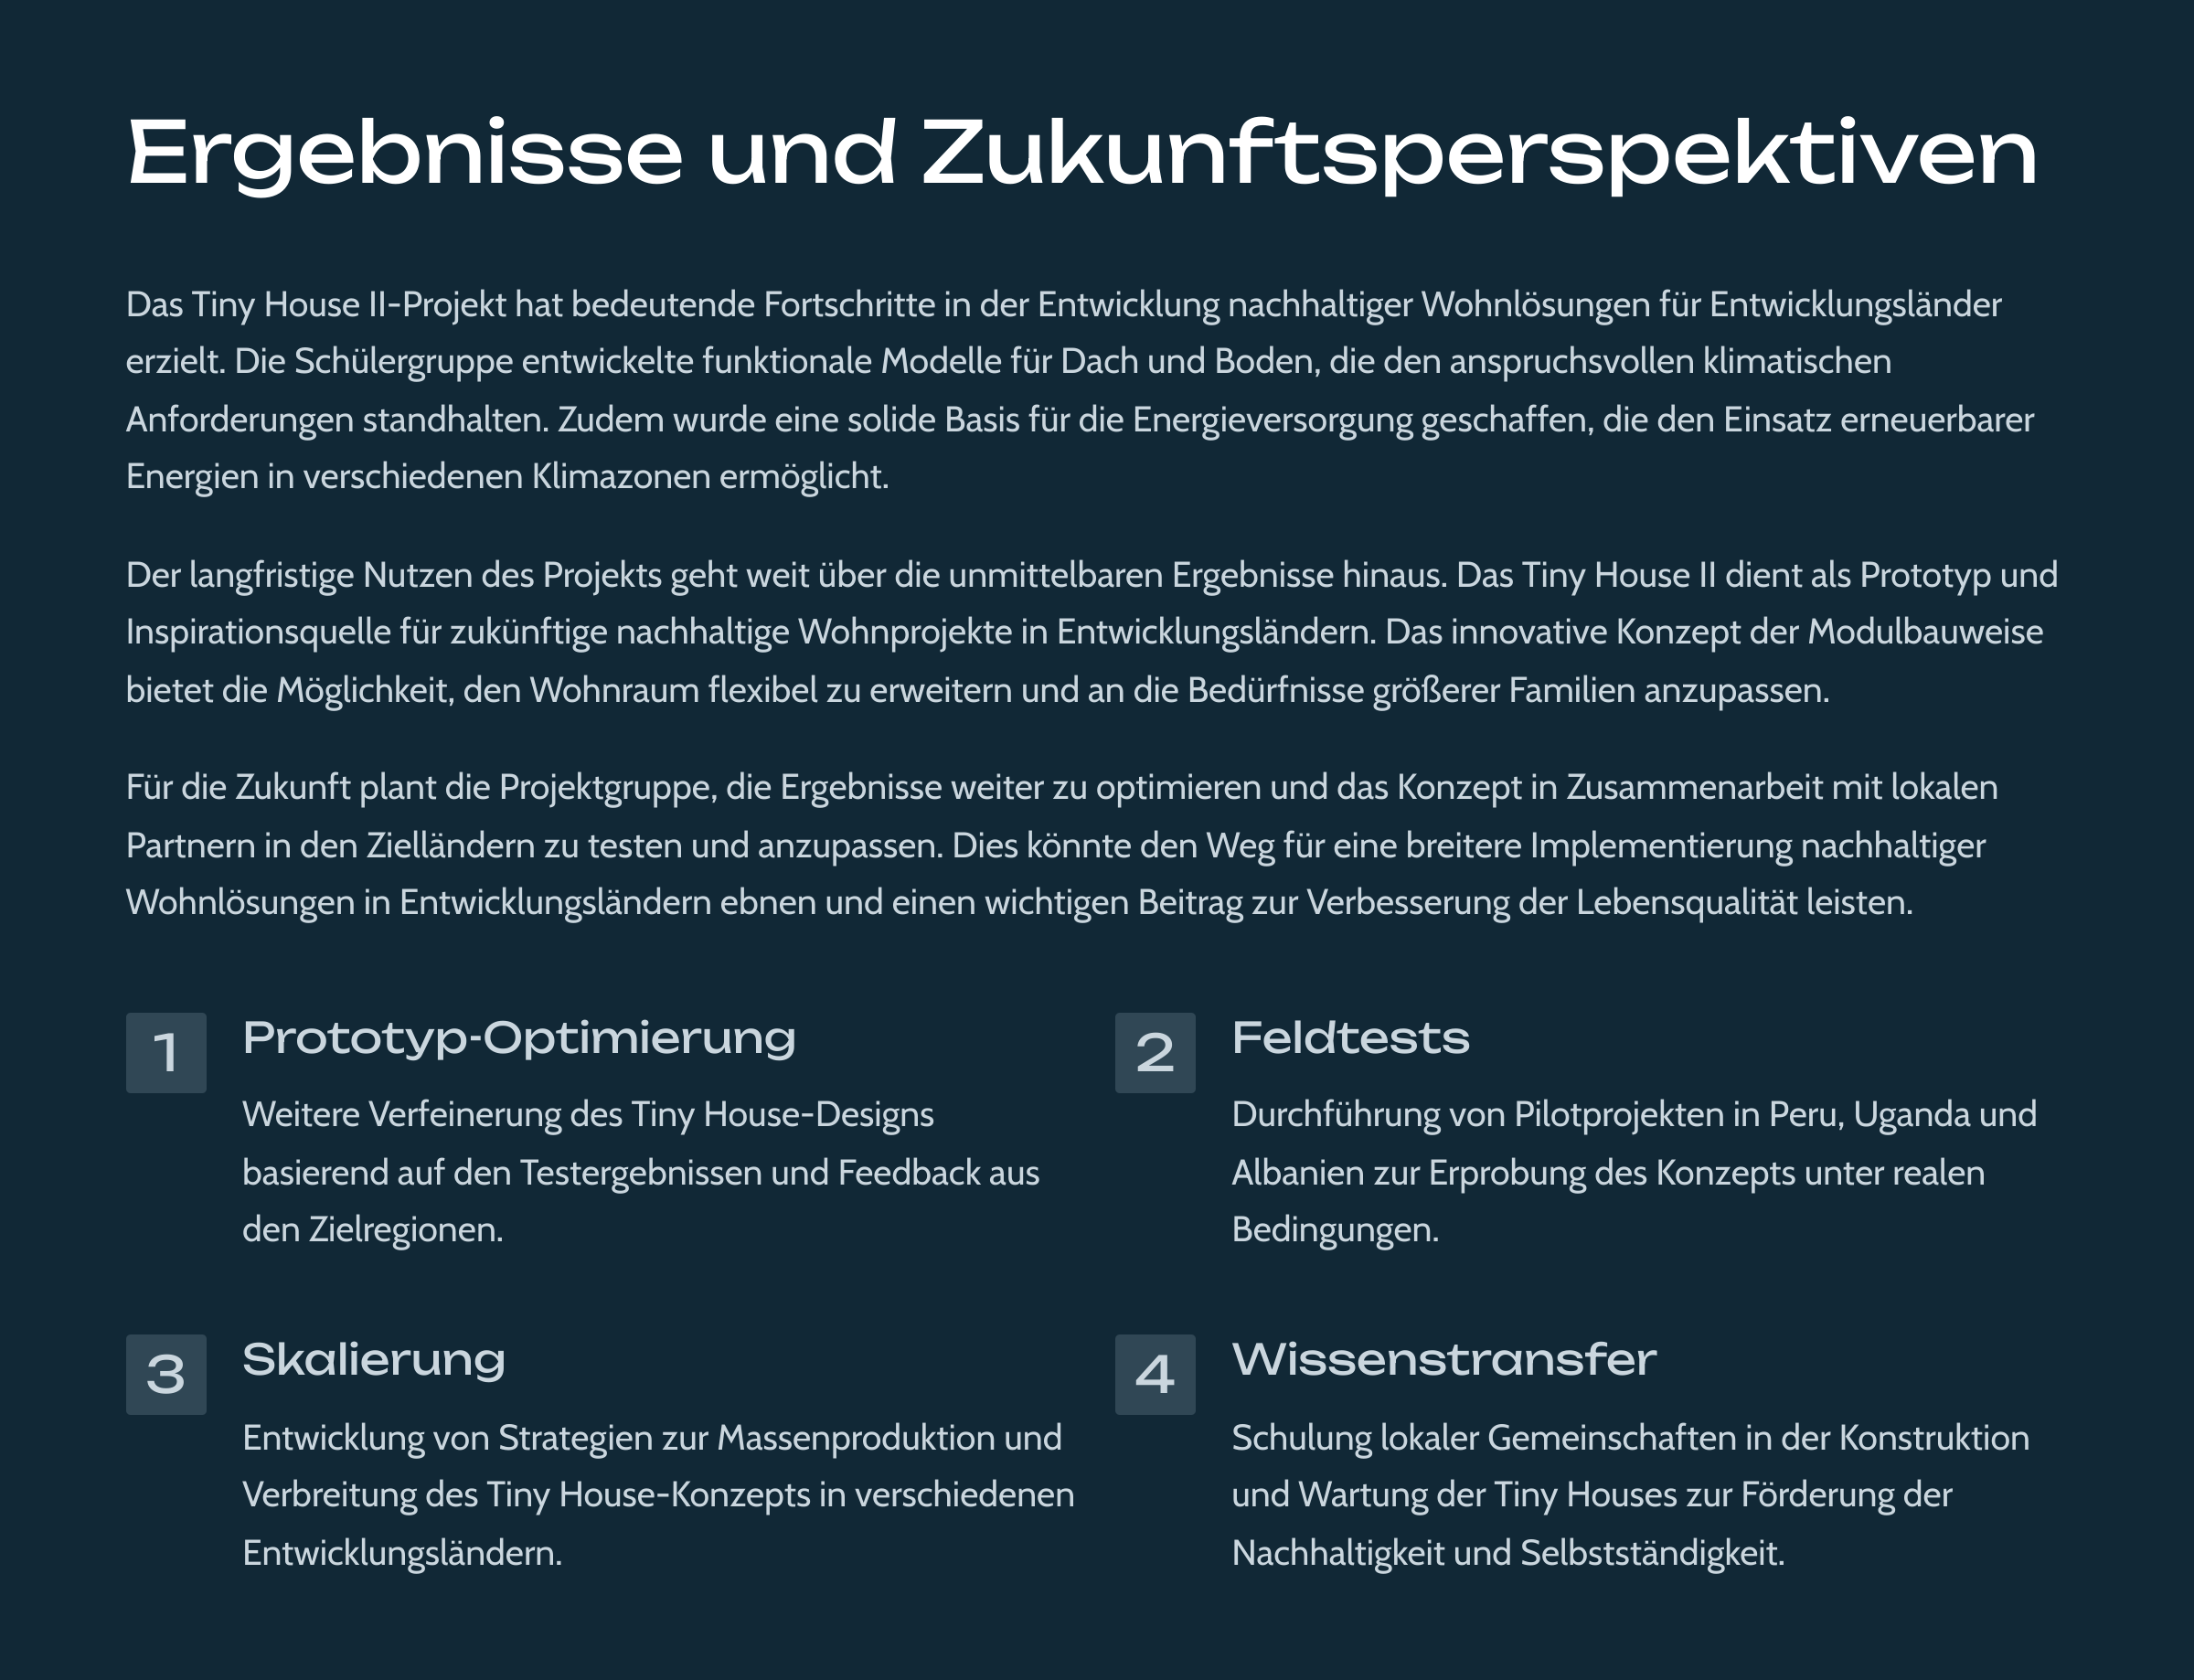 Ergebnisse und Zukunftsperspektiven
Das Tiny House II-Projekt hat bedeutende Fortschritte in der Entwicklung nachhaltiger Wohnlösungen für Entwicklungsländer
erzielt. Die Schülergruppe entwickelte funktionale Modelle für Dach und Boden, die den anspruchsvollen klimatischen
Anforderungen standhalten. Zudem wurde eine solide Basis für die Energieversorgung geschaffen, die den Einsatz erneuerbarer
Energien in verschiedenen Klimazonen ermöglicht.
Der langfristige Nutzen des Projekts geht weit über die unmittelbaren Ergebnisse hinaus. Das Tiny House II dient als Prototyp und
Inspirationsquelle für zukünftige nachhaltige Wohnprojekte in Entwicklungsländern. Das innovative Konzept der Modulbauweise
bietet die Möglichkeit, den Wohnraum flexibel zu erweitern und an die Bedürfnisse größerer Familien anzupassen.
Für die Zukunft plant die Projektgruppe, die Ergebnisse weiter zu optimieren und das Konzept in Zusammenarbeit mit lokalen
Partnern in den Zielländern zu testen und anzupassen. Dies könnte den Weg für eine breitere Implementierung nachhaltiger
Wohnlösungen in Entwicklungsländern ebnen und einen wichtigen Beitrag zur Verbesserung der Lebensqualität leisten.
1 Prototyp-Optimierung
Weitere Verfeinerung des Tiny House-Designs
basierend auf den Testergebnissen und Feedback aus
den Zielregionen.
2 Feldtests
Durchführung von Pilotprojekten in Peru, Uganda und
Albanien zur Erprobung des Konzepts unter realen
Bedingungen.
3 Skalierung
Entwicklung von Strategien zur Massenproduktion und
Verbreitung des Tiny House-Konzepts in verschiedenen
Entwicklungsländern.
4 Wissenstransfer
Schulung lokaler Gemeinschaften in der Konstruktion
und Wartung der Tiny Houses zur Förderung der
Nachhaltigkeit und Selbstständigkeit.